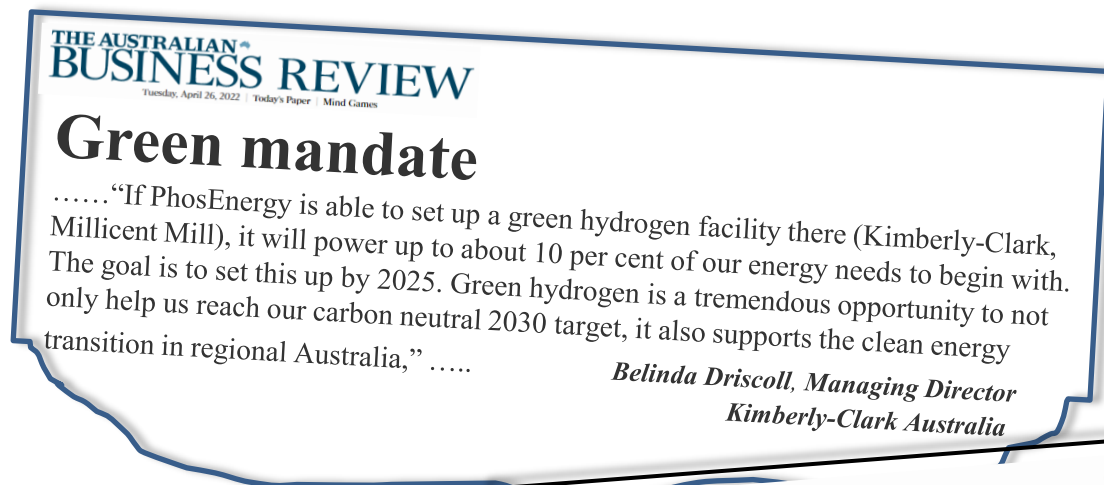 THE AUSTRALIAN
BUSINESS REVIEW
Tuesday, April 26, 2022 | Today's Paper | Mind Games
Green mandate
……“If PhosEnergy is able to set up a green hydrogen facility there (Kimberly-Clark,
Millicent Mill), it will power up to about 10 per cent of our energy needs to begin with.
The goal is to set this up by 2025. Green hydrogen is a tremendous opportunity to not
only help us reach our carbon neutral 2030 target, it also supports the clean energy
transition in regional Australia,” …..
Belinda Driscoll, Managing Director
Kimberly-Clark Australia